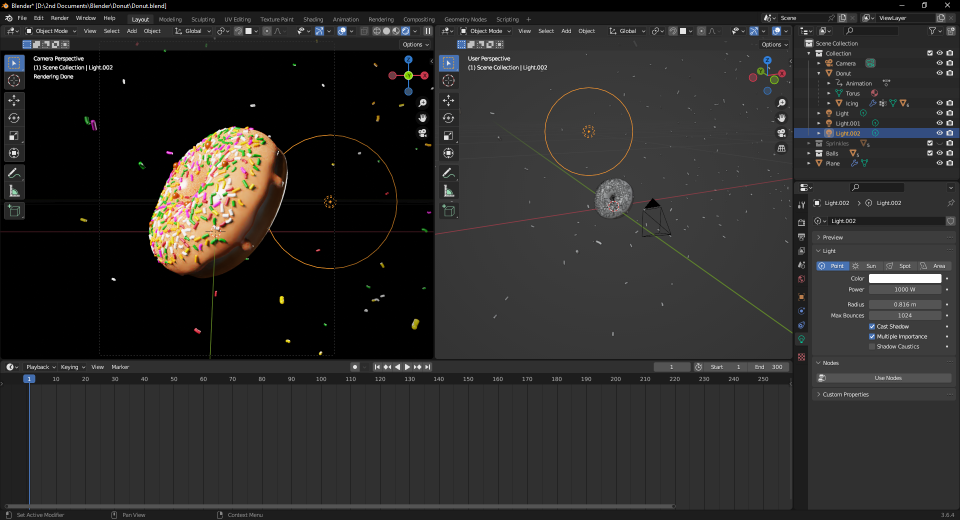 Blender* [D:\2nd Documents\Blender\Donut\Donut.blend]
File Edit Render Window Help Layout Modeling Sculpting UV Editing Texture Paint Shading Animation Rendering Compositing Geometry Nodes Scripting + Scene ViewLayer
Object Mode View Select Add Object Global
Object Mode View Select Add Object Global
Options
Options
Camera Perspective
(1) Scene Collection | Light.002
Rendering Done
User Perspective
(1) Scene Collection | Light.002
Scene Collection
Collection
Camera
Donut
Animation
Torus
Icing
Light
Light.001
Light.002
Sprinkles
Balls
Plane
Light.002 > Light.002
Light.002
Preview
Light
Point Sun Spot Area
Color
Power 1000 W
Radius 0.816 m
Max Bounces 1024
Cast Shadow
Multiple Importance
Shadow Caustics
Nodes
Use Nodes
Custom Properties
Playback Keying View Marker 1 Start 1 End 300
1 10 20 30 40 50 60 70 80 90 100 110 120 130 140 150 160 170 180 190 200 210 220 230 240 250
Set Active Modifier Pan View Context Menu 3.6.4